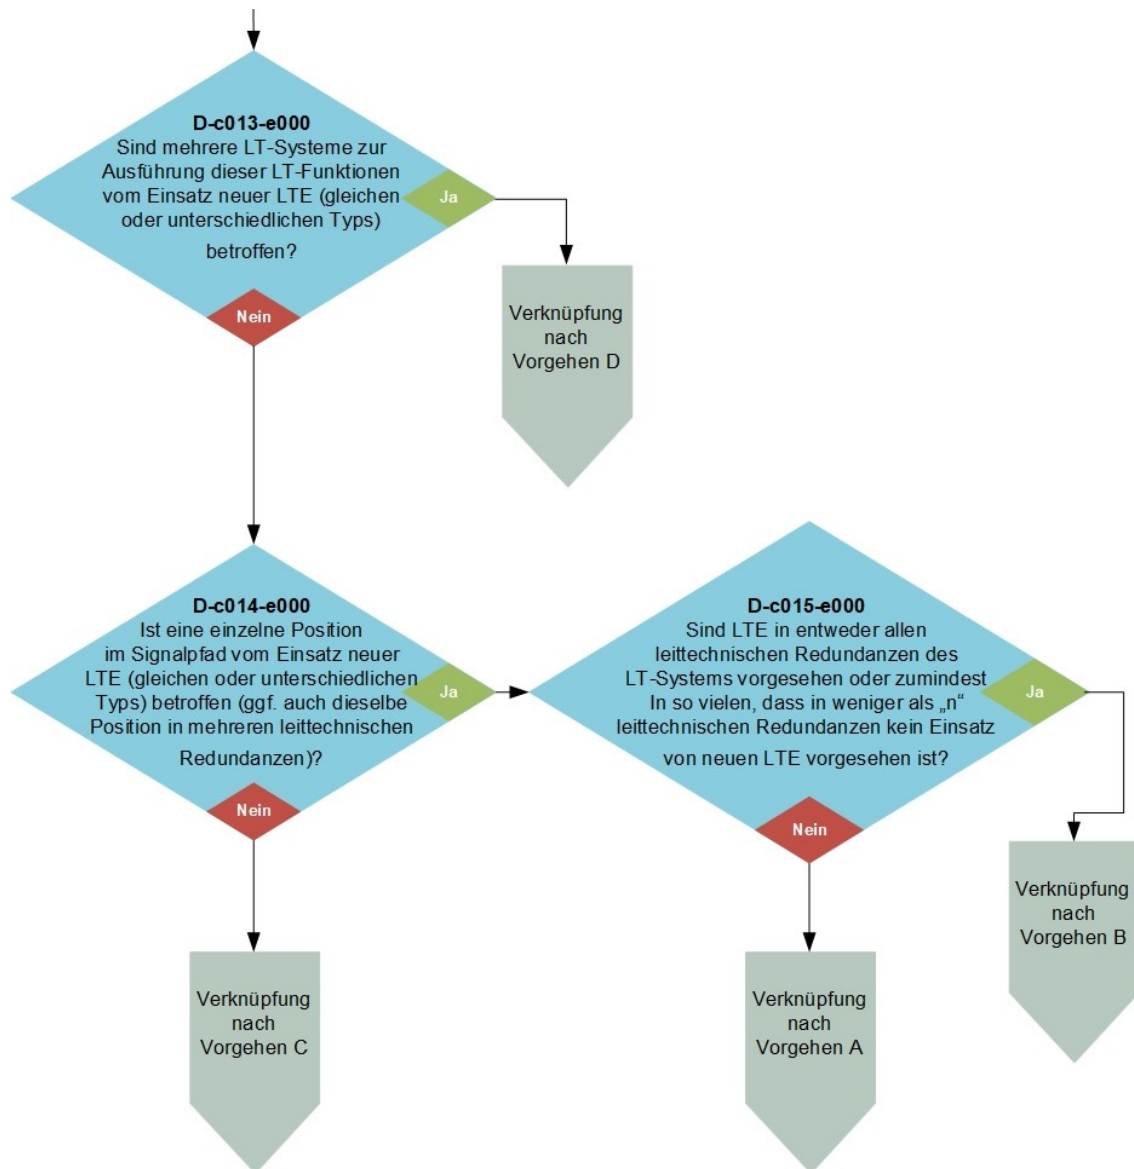 D-c013-e000
Sind mehrere LT-Systeme zur
Ausführung dieser LT-Funktionen
vom Einsatz neuer LTE (gleichen
oder unterschiedlichen Typs)
betroffen?
Ja
Nein
Verknüpfung
nach
Vorgehen D
D-c014-e000
Ist eine einzelne Position
im Signalpfad vom Einsatz neuer
LTE (gleichen oder unterschiedlichen
Typs) betroffen (ggf. auch dieselbe
Position in mehreren leittechnischen
Redundanzen)?
Ja
Nein
D-c015-e000
Sind LTE in entweder allen
leittechnischen Redundanzen des
LT-Systems vorgesehen oder zumindest
In so vielen, dass in weniger als „n“
leittechnischen Redundanzen kein Einsatz
von neuen LTE vorgesehen ist?
Ja
Nein
Verknüpfung
nach
Vorgehen C
Verknüpfung
nach
Vorgehen A
Verknüpfung
nach
Vorgehen B